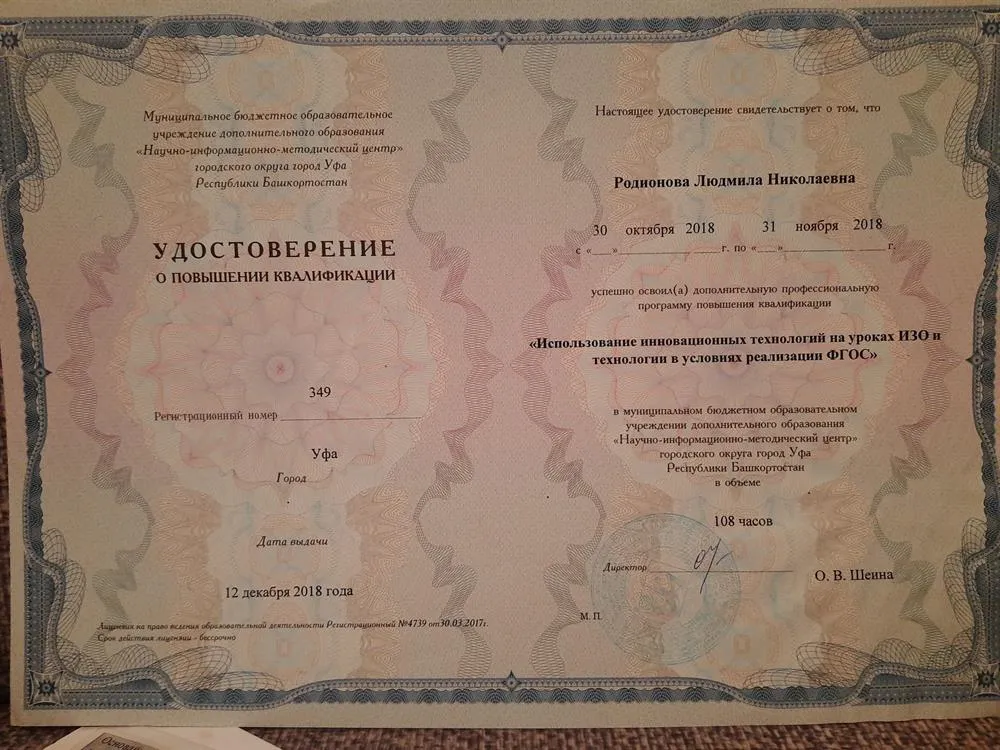 Муниципальное бюджетное образовательное
учреждение дополнительного образования
«Научно-информационно-методический центр»
городского округа город Уфа
Республики Башкортостан
УДОСТОВЕРЕНИЕ
О ПОВЫШЕНИИ КВАЛИФИКАЦИИ
349
Регистрационный номер
Уфа
Город
Дата выдачи
12 декабря 2018 года
Лицензия на право ведения образовательной деятельности Регистрационный №4739 от30.03.2017г.
Срок действия лицензии - бессрочно
Настоящее удостоверение свидетельствует о том, что
Родионова Людмила Николаевна
30 октября 2018 31 ноября 2018
с «__»____________ г. по «__»____________ г.
успешно освоил(а) дополнительную профессиональную
программу повышения квалификации
«Использование инновационных технологий на уроках ИЗО и
технологии в условиях реализации ФГОС»
в муниципальном бюджетном образовательном
учреждении дополнительного образования
«Научно-информационно-методический центр»
городского округа город Уфа
Республики Башкортостан
в объеме
108 часов
Директор
О. В. Шеина
М. П.